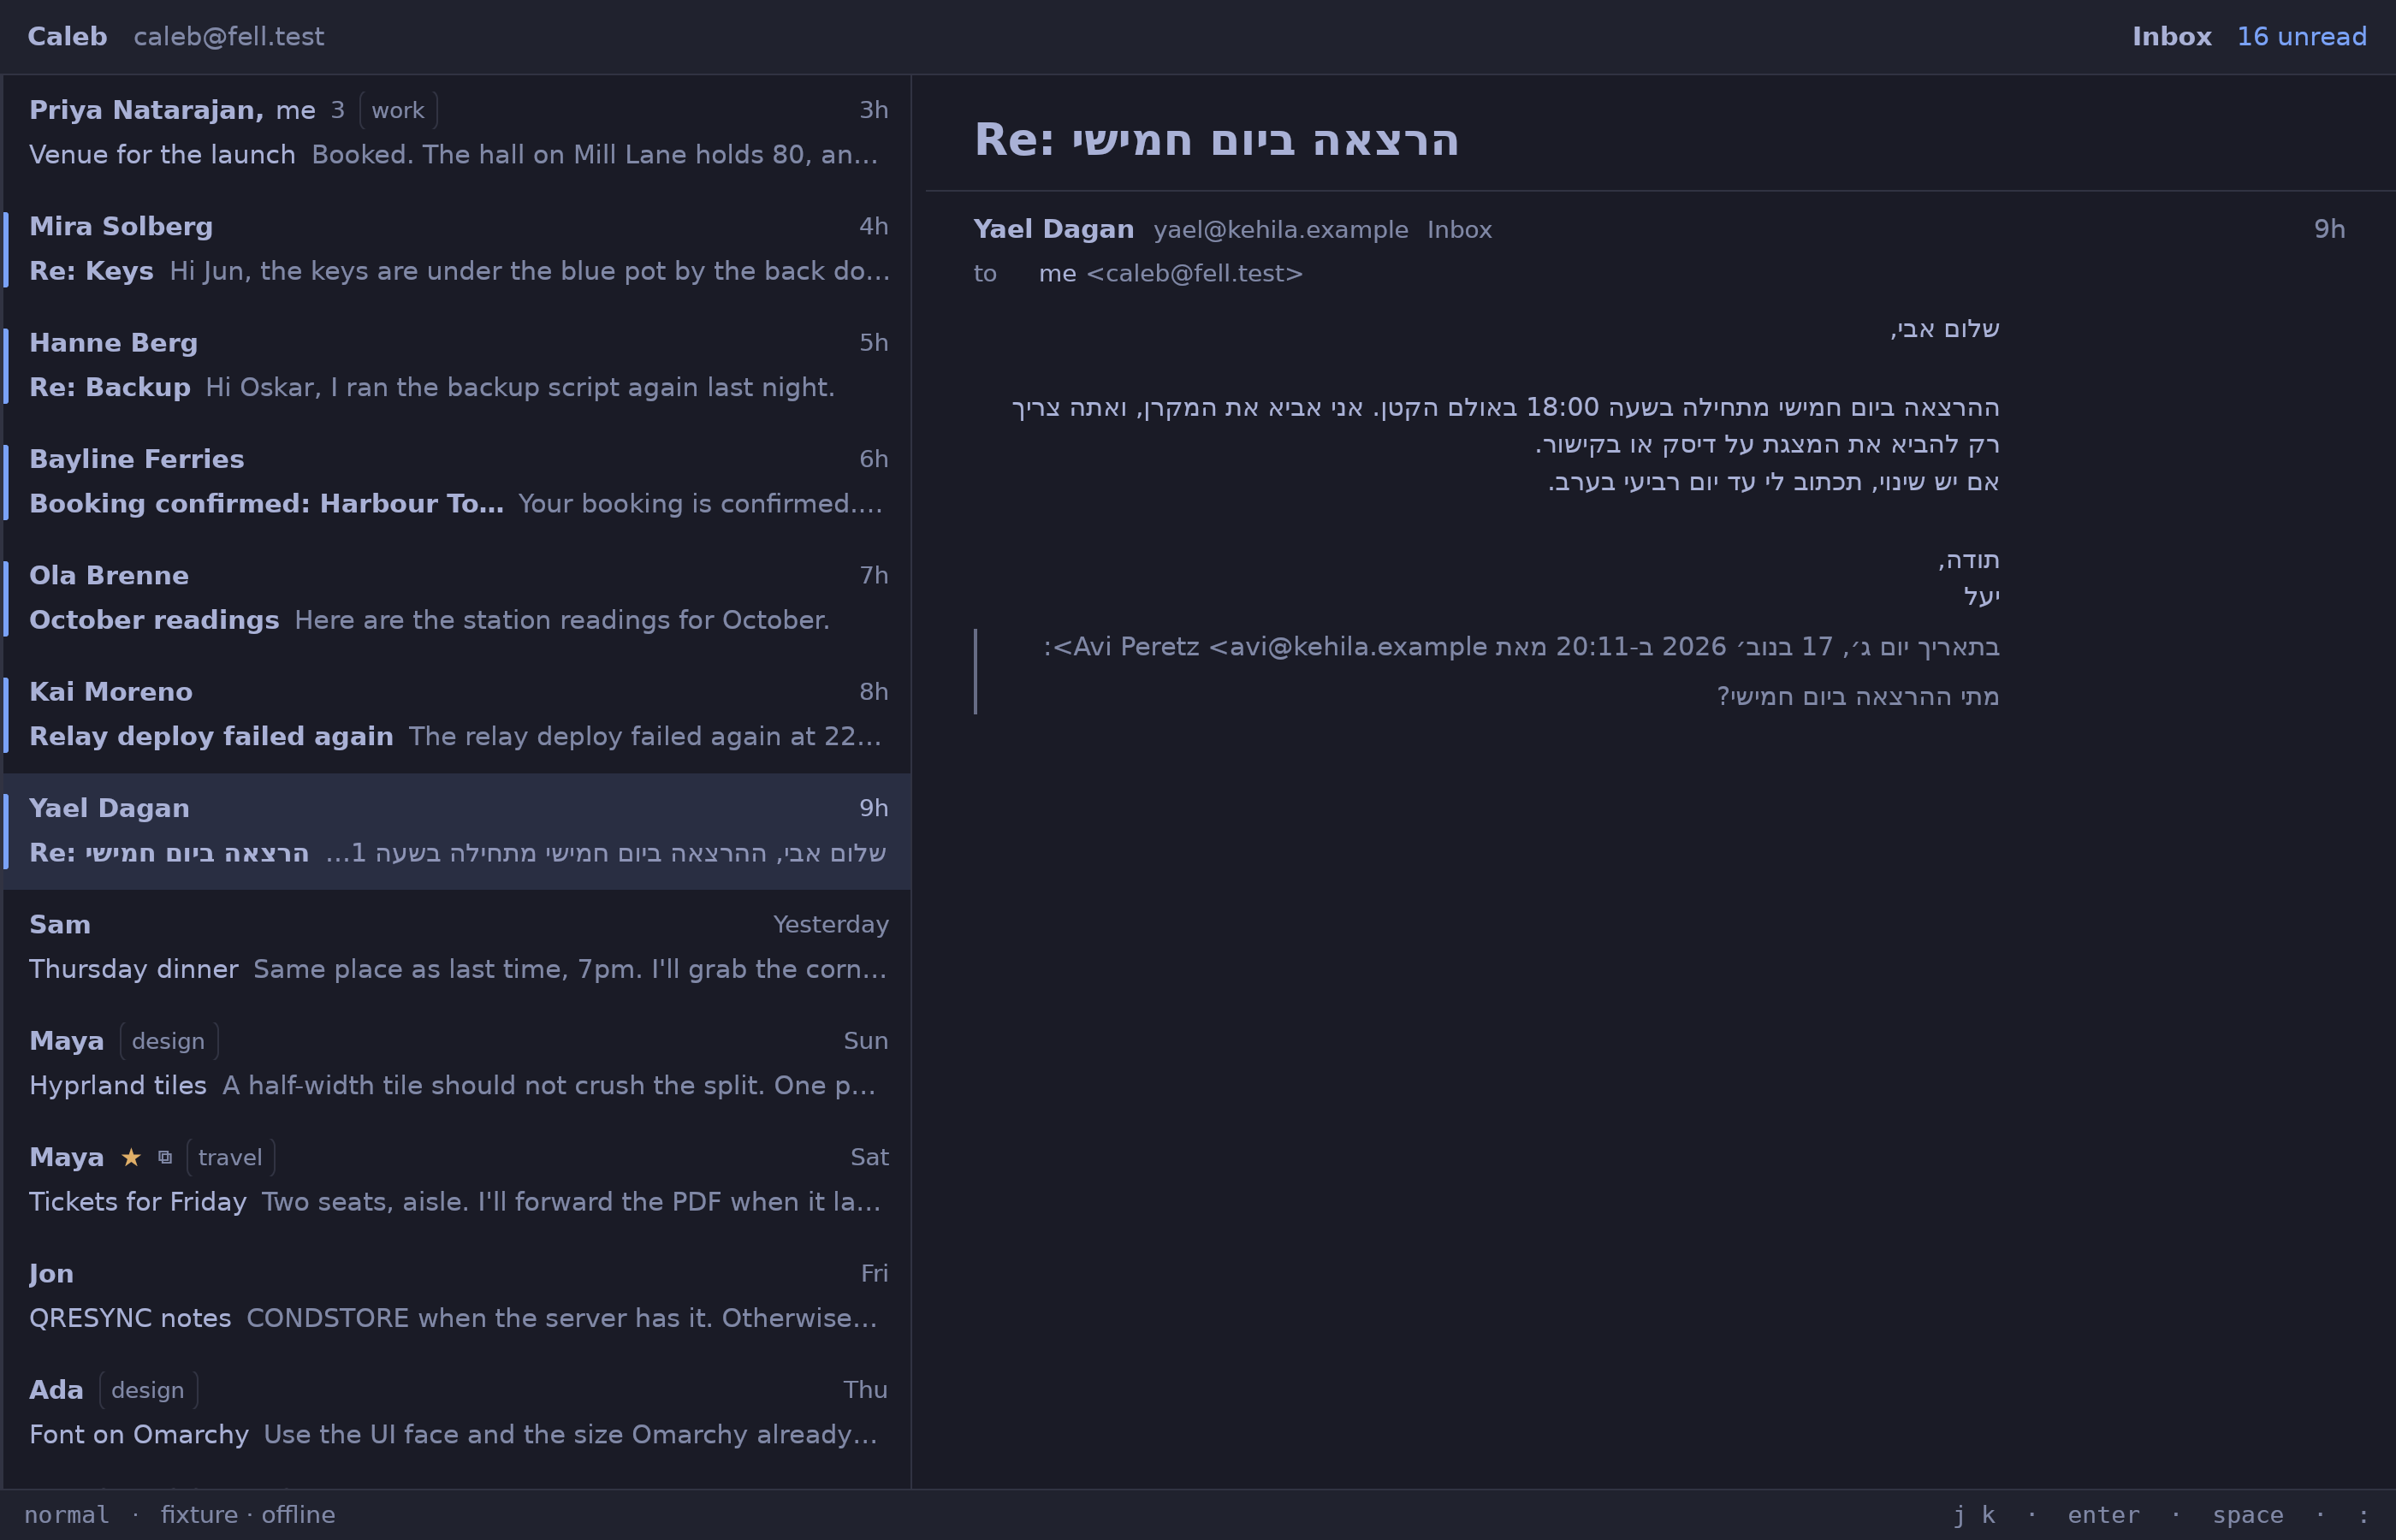 Caleb caleb@fell.test
Inbox 16 unread
Priya Natarajan, me 3 work 3h
Venue for the launch Booked. The hall on Mill Lane holds 80, an…
Mira Solberg 4h
Re: Keys Hi Jun, the keys are under the blue pot by the back do…
Hanne Berg 5h
Re: Backup Hi Oskar, I ran the backup script again last night.
Bayline Ferries 6h
Booking confirmed: Harbour To… Your booking is confirmed.…
Ola Brenne 7h
October readings Here are the station readings for October.
Kai Moreno 8h
Relay deploy failed again The relay deploy failed again at 22…
Yael Dagan 9h
Re: הרצאה ביום חמישי שלום אבי, ההרצאה ביום חמישי מתחילה בשעה 1…
Sam Yesterday
Thursday dinner Same place as last time, 7pm. I'll grab the corn…
Maya design Sun
Hyprland tiles A half-width tile should not crush the split. One p…
Maya ★ ⧉ travel Sat
Tickets for Friday Two seats, aisle. I'll forward the PDF when it la…
Jon Fri
QRESYNC notes CONDSTORE when the server has it. Otherwise…
Ada design Thu
Font on Omarchy Use the UI face and the size Omarchy already…
Re: הרצאה ביום חמישי
Yael Dagan yael@kehila.example Inbox 9h
to me <caleb@fell.test>
שלום אבי,
ההרצאה ביום חמישי מתחילה בשעה 18:00 באולם הקטן. אני אביא את המקרן, ואתה צריך
רק להביא את המצגת על דיסק או בקישור.
אם יש שינוי, תכתוב לי עד יום רביעי בערב.
תודה,
יעל
בתאריך יום ג׳, 17 בנוב׳ 2026 ב-20:11 מאת Avi Peretz <avi@kehila.example>:
מתי ההרצאה ביום חמישי?
normal · fixture · offline
j k · enter · space · :